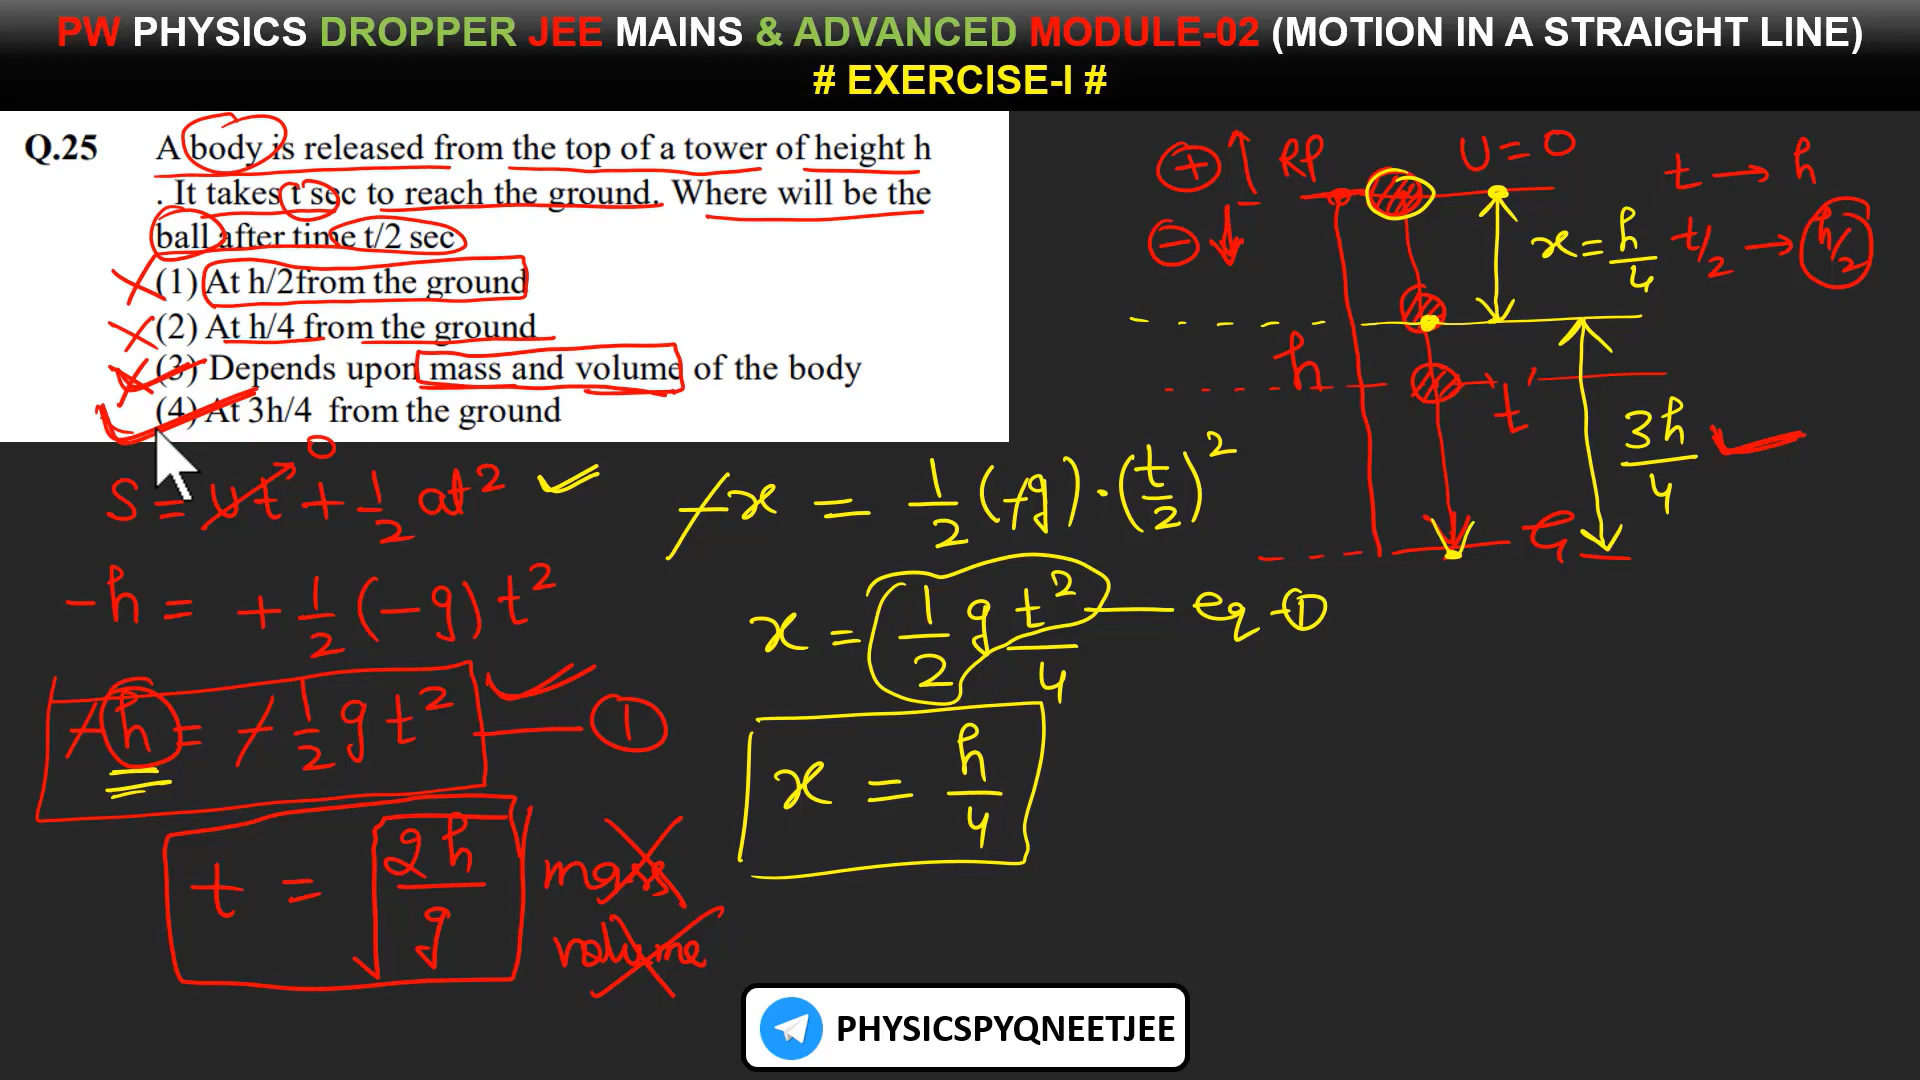 PW PHYSICS DROPPER JEE MAINS & ADVANCED MODULE-02 (MOTION IN A STRAIGHT LINE)
# EXERCISE-I #
Q.25 A body is released from the top of a tower of height h
. It takes t sec to reach the ground. Where will be the
ball after time t/2 sec
(1) At h/2from the ground
(2) At h/4 from the ground
(3) Depends upon mass and volume of the body
(4) At 3h/4 from the ground
S = ut + 1/2 at² 0
-h = + 1/2 (-g) t²
-h = - 1/2 g t² ①
t = √(2h/g)
mass
volume
-x = 1/2 (-g) · (t/2)²
x = 1/2 g t²/4 eq-①
x = h/4
+ RP U = 0
t → h
- x = h/4 t/2 → h/2
h
t'
3h/4
G
PHYSICSPYQNEETJEE